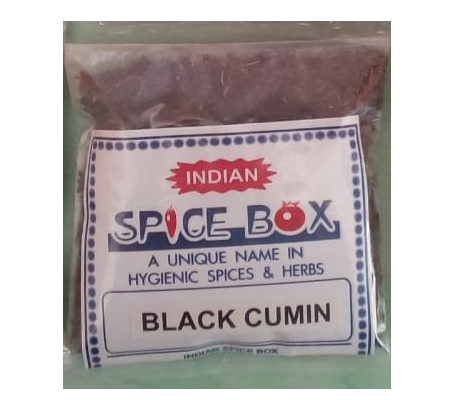 INDIAN
SPICE BOX
A UNIQUE NAME IN
HYGIENIC SPICES & HERBS
BLACK CUMIN
INDIAN SPICE BOX